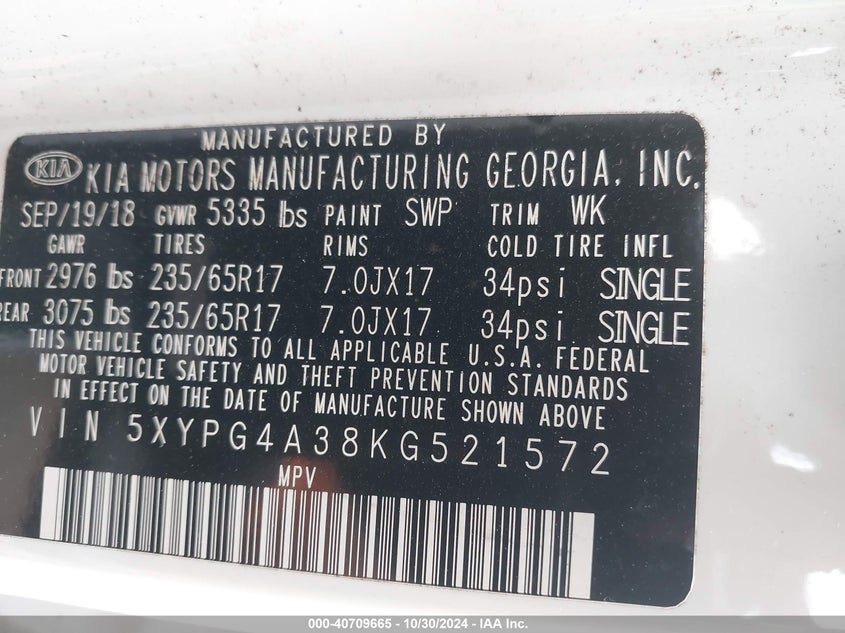 MANUFACTURED BY
KIA KIA MOTORS MANUFACTURING GEORGIA, INC.
SEP/19/18 GVWR 5335 lbs PAINT SWP TRIM WK
GAWR TIRES RIMS COLD TIRE INFL
FRONT 2976 lbs 235/65R17 7.0JX17 34psi SINGLE
REAR 3075 lbs 235/65R17 7.0JX17 34psi SINGLE
THIS VEHICLE CONFORMS TO ALL APPLICABLE U.S.A. FEDERAL
MOTOR VEHICLE SAFETY AND THEFT PREVENTION STANDARDS
IN EFFECT ON THE DATE OF MANUFACTURE SHOWN ABOVE
VIN 5XYPG4A38KG521572
MPV
000-40709665 - 10/30/2024 - IAA Inc.